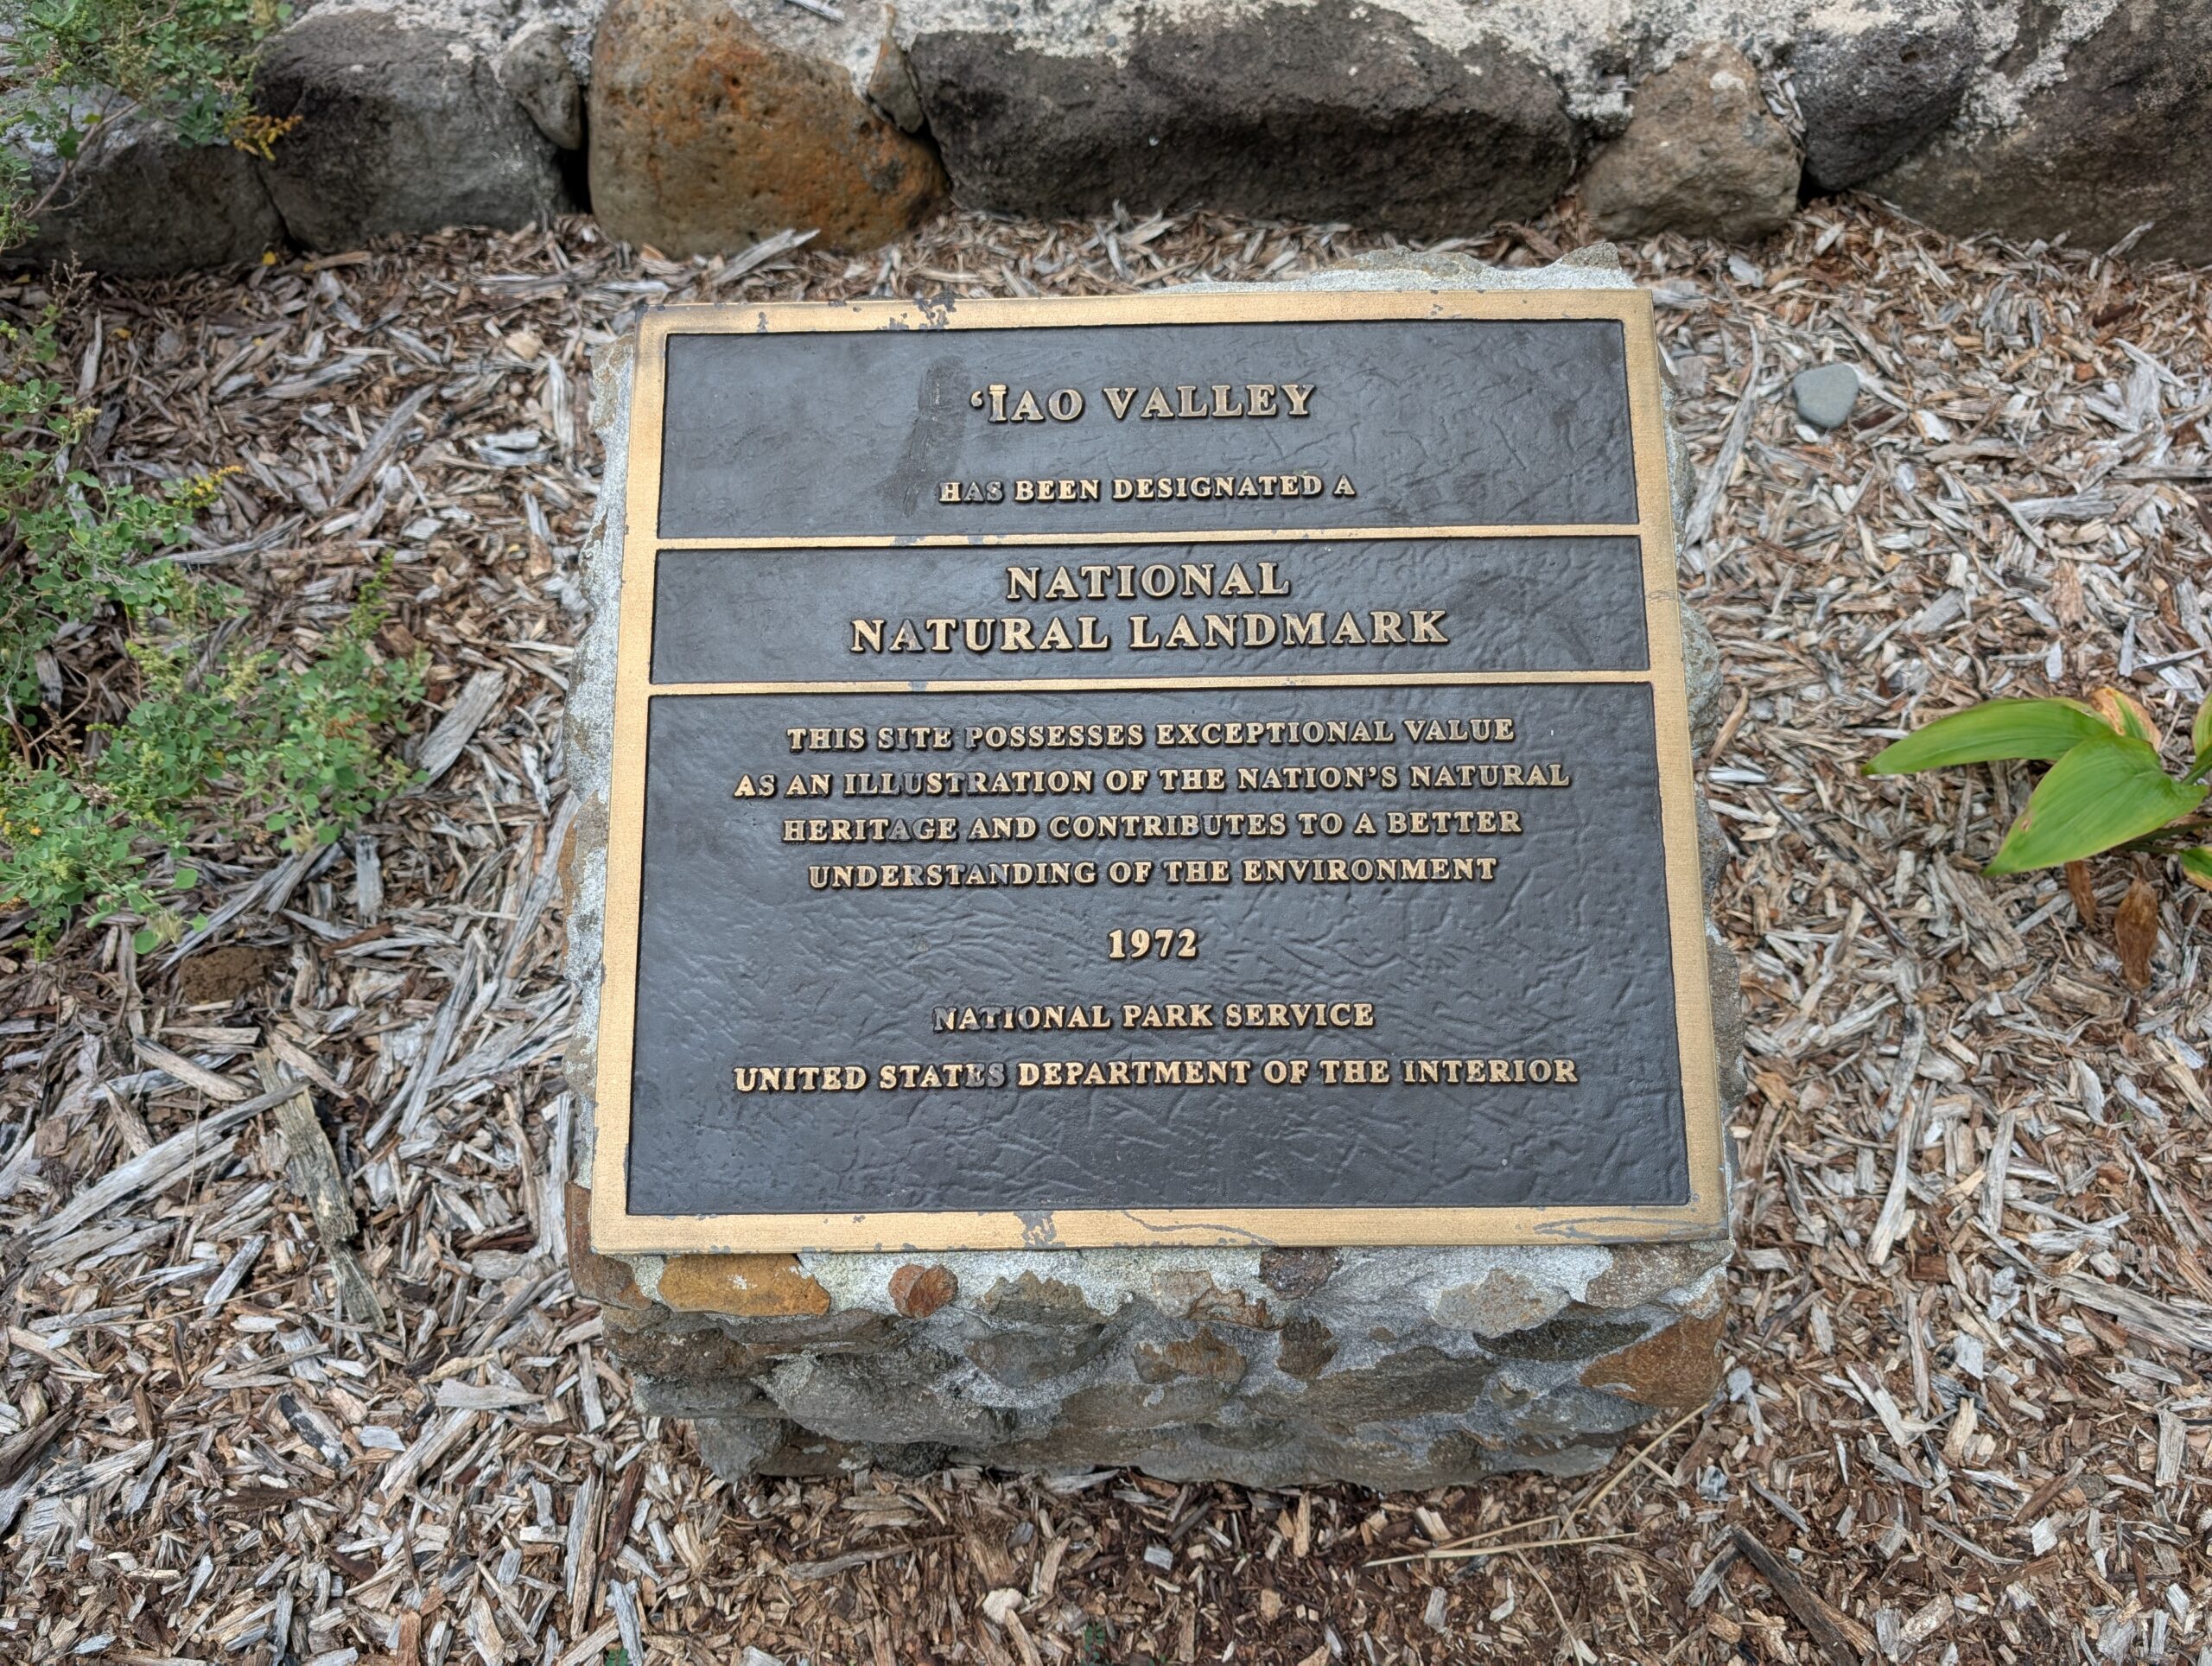 ʻĪAO VALLEY
HAS BEEN DESIGNATED A
NATIONAL
NATURAL LANDMARK
THIS SITE POSSESSES EXCEPTIONAL VALUE
AS AN ILLUSTRATION OF THE NATION'S NATURAL
HERITAGE AND CONTRIBUTES TO A BETTER
UNDERSTANDING OF THE ENVIRONMENT
1972
NATIONAL PARK SERVICE
UNITED STATES DEPARTMENT OF THE INTERIOR